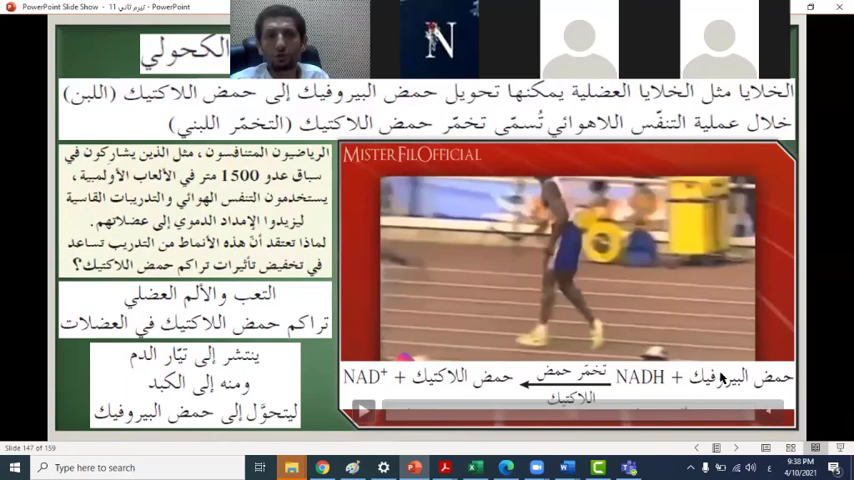 PowerPoint Slide Show - [تيرم ثاني 11 - PowerPoint
الكحولي
N
الخلايا مثل الخلايا العضلية يمكنها تحويل حمض البيروفيك إلى حمض اللاكتيك (اللبن)
خلال عملية التنفّس اللاهوائي تُسمّى تخمّر حمض اللاكتيك (التخمّر اللبني)
الرياضيون المتنافسون، مثل الذين يشاركون في
سباق عدو 1500 متر في الألعاب الأولمبية،
يستخدمون التنفس الهوائي والتدريبات القاسية
ليزيدوا الإمداد الدموي إلى عضلاتهم.
لماذا تعتقد أنّ هذه الأنماط من التدريب تساعد
في تخفيض تأثيرات تراكم حمض اللاكتيك؟
التعب والألم العضلي
تراكم حمض اللاكتيك في العضلات
ينتشر إلى تيّار الدم
ومنه إلى الكبد
ليتحوَّل إلى حمض البيروفيك
MISTERFILOFFICIAL
حمض البيروفيك + NADH تخمّر حمض اللاكتيك حمض اللاكتيك + NAD⁺
Slide 147 of 159
Type here to search
9:38 PM
4/10/2021